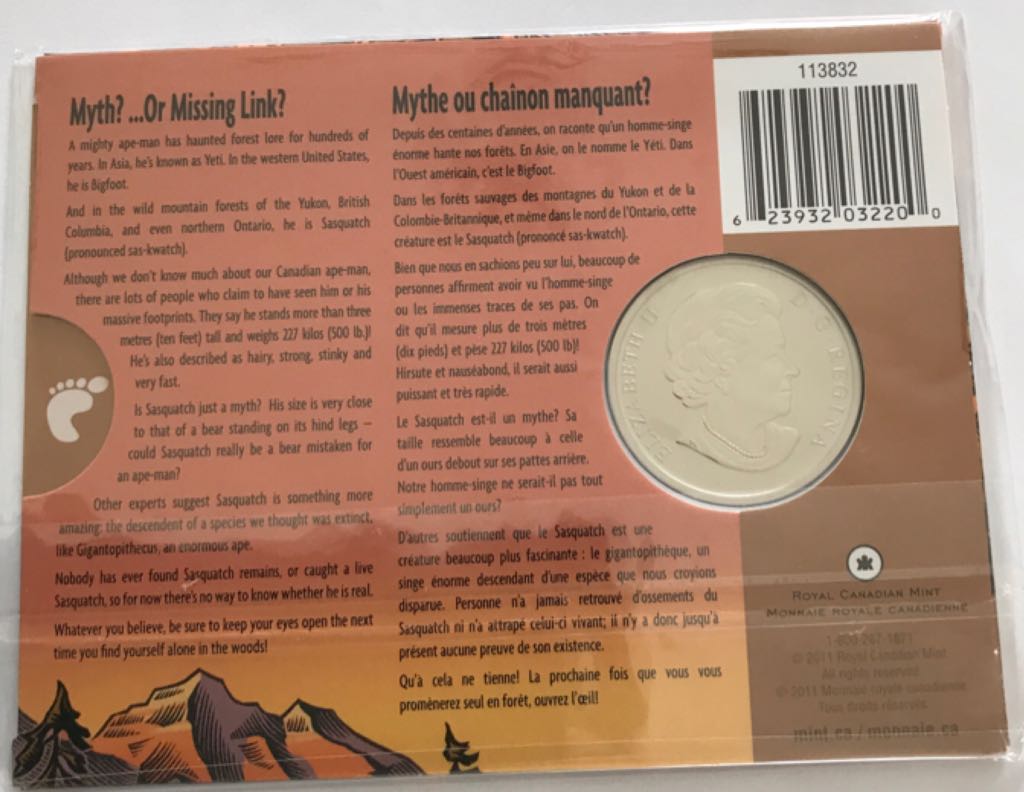 Myth? ...Or Missing Link?
A mighty ape-man has haunted forest lore for hundreds of
years. In Asia, he's known as Yeti. In the western United States,
he is Bigfoot.
And in the wild mountain forests of the Yukon, British
Columbia, and even northern Ontario, he is Sasquatch
(pronounced sas-kwatch).
Although we don't know much about our Canadian ape-man,
there are lots of people who claim to have seen him or his
massive footprints. They say he stands more than three
metres (ten feet) tall and weighs 227 kilos (500 lb.)!
He's also described as hairy, strong, stinky and
very fast.
Is Sasquatch just a myth? His size is very close
to that of a bear standing on its hind legs –
could Sasquatch really be a bear mistaken for
an ape-man?
Other experts suggest Sasquatch is something more
amazing: the descendent of a species we thought was extinct,
like Gigantopithecus, an enormous ape.
Nobody has ever found Sasquatch remains, or caught a live
Sasquatch, so for now there's no way to know whether he is real.
Whatever you believe, be sure to keep your eyes open the next
time you find yourself alone in the woods!
Mythe ou chaînon manquant?
Depuis des centaines d'années, on raconte qu'un homme-singe
énorme hante nos forêts. En Asie, on le nomme le Yéti. Dans
l'Ouest américain, c'est le Bigfoot.
Dans les forêts sauvages des montagnes du Yukon et de la
Colombie-Britannique, et même dans le nord de l'Ontario, cette
créature est le Sasquatch (prononcé sas-kwatch).
Bien que nous en sachions peu sur lui, beaucoup de
personnes affirment avoir vu l'homme-singe
ou les immenses traces de ses pas. On
dit qu'il mesure plus de trois mètres
(dix pieds) et pèse 227 kilos (500 lb)!
Hirsute et nauséabond, il serait aussi
puissant et très rapide.
Le Sasquatch est-il un mythe? Sa
taille ressemble beaucoup à celle
d'un ours debout sur ses pattes arrière.
Notre homme-singe ne serait-il pas tout
simplement un ours?
D'autres soutiennent que le Sasquatch est une
créature beaucoup plus fascinante : le gigantopithèque, un
singe énorme descendant d'une espèce que nous croyions
disparue. Personne n'a jamais retrouvé d'ossements du
Sasquatch ni n'a attrapé celui-ci vivant; il n'y a donc jusqu'à
présent aucune preuve de son existence.
Qu'à cela ne tienne! La prochaine fois que vous vous
promènerez seul en forêt, ouvrez l'œil!
113832
6 23932 03220 0
ELIZABETH II D G REGINA
ROYAL CANADIAN MINT
MONNAIE ROYALE CANADIENNE
1-800-267-1871
© 2011 Royal Canadian Mint
All rights reserved
© 2011 Monnaie royale canadienne
Tous droits réservés
mint.ca / monnaie.ca